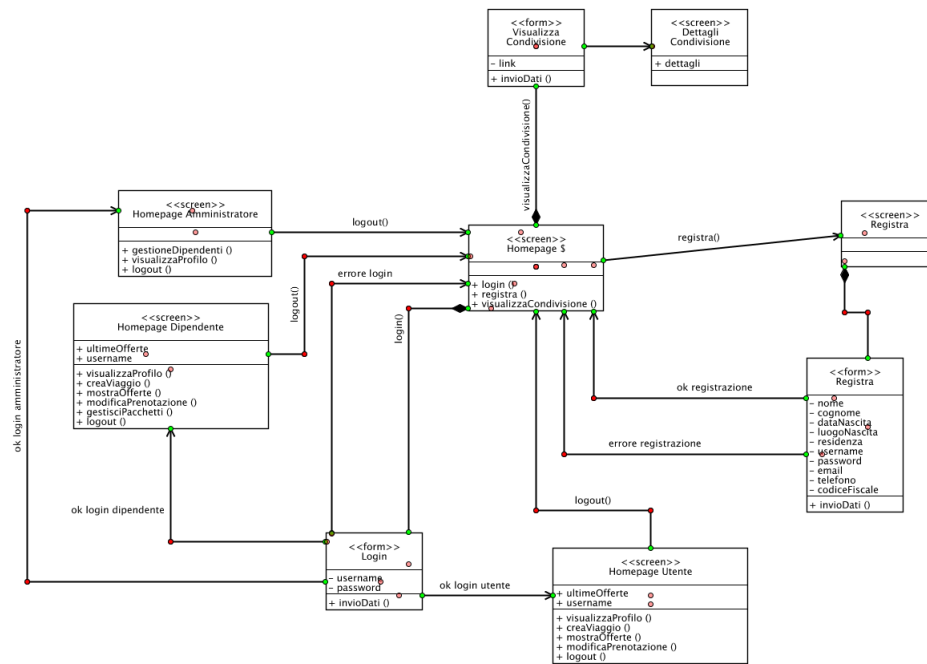 <<form>>
Visualizza
Condivisione
– link
+ invioDati ()
<<screen>>
Dettagli
Condivisione
+ dettagli
visualizzaCondivisione()
<<screen>>
Homepage Amministratore
+ gestioneDipendenti ()
+ visualizzaProfilo ()
+ logout ()
logout()
<<screen>>
Homepage $
+ login ()
+ registra ()
+ visualizzaCondivisione ()
registra()
<<screen>>
Registra
errore login
logout()
login()
<<screen>>
Homepage Dipendente
+ ultimeOfferte
+ username
+ visualizzaProfilo ()
+ creaViaggio ()
+ mostraOfferte ()
+ modificaPrenotazione ()
+ gestisciPacchetti ()
+ logout ()
ok login amministratore
<<form>>
Registra
– nome
– cognome
– dataNascita
– luogoNascita
– residenza
– username
– password
– email
– telefono
– codiceFiscale
+ invioDati ()
ok registrazione
errore registrazione
logout()
ok login dipendente
<<form>>
Login
– username
– password
+ invioDati ()
ok login utente
<<screen>>
Homepage Utente
+ ultimeOfferte
+ username
+ visualizzaProfilo ()
+ creaViaggio ()
+ mostraOfferte ()
+ modificaPrenotazione ()
+ logout ()